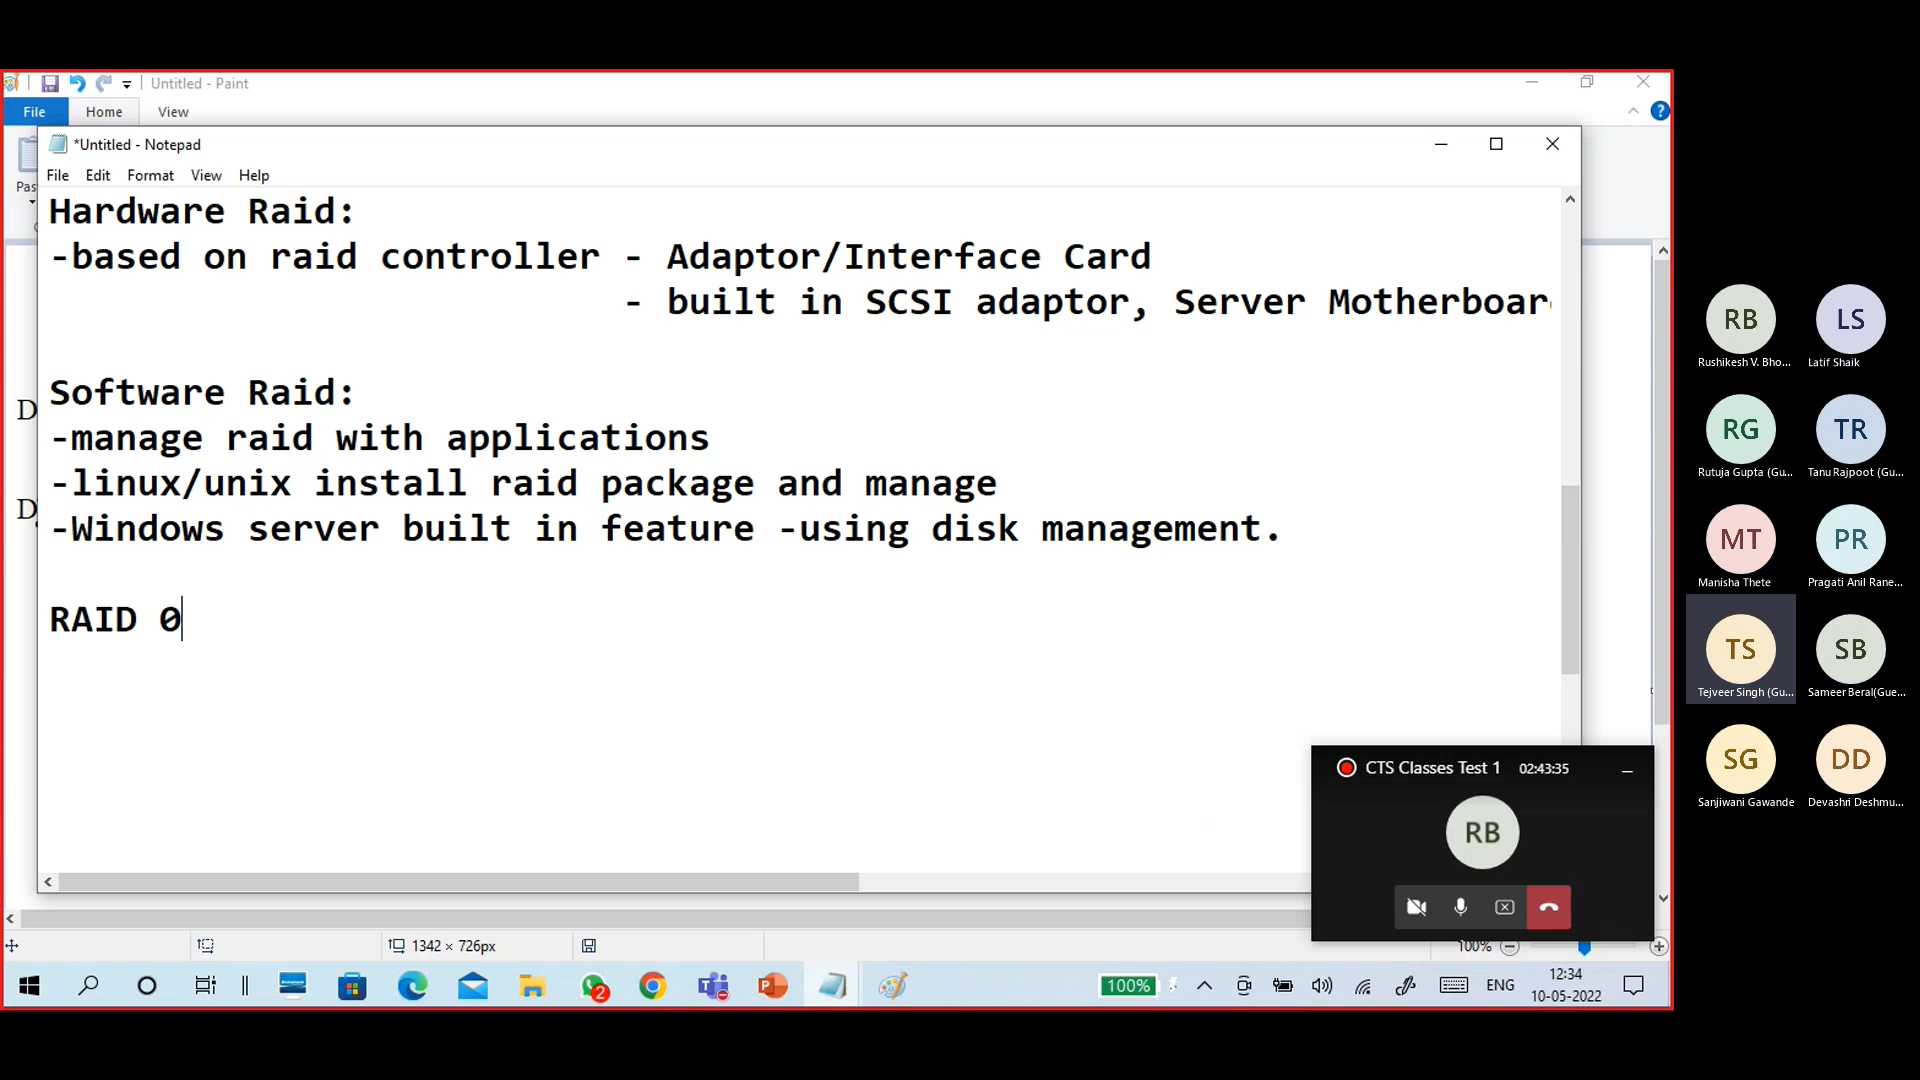 Untitled - Paint
File
Home
View
Pas
*Untitled - Notepad
File
Edit
Format
View
Help
Hardware Raid:
-based on raid controller - Adaptor/Interface Card
- built in SCSI adaptor, Server Motherboar
Software Raid:
-manage raid with applications
-linux/unix install raid package and manage
-Windows server built in feature -using disk management.
RAID 0
D
D
CTS Classes Test 1
02:43:35
RB
1342 × 726px
100%
2
100%
ENG
12:34
10-05-2022
RB
LS
Rushikesh V. Bho...
Latif Shaik
RG
TR
Rutuja Gupta (Gu...
Tanu Rajpoot (Gu...
MT
PR
Manisha Thete
Pragati Anil Rane...
TS
SB
Tejveer Singh (Gu...
Sameer Beral(Gue...
SG
DD
Sanjiwani Gawande
Devashri Deshmu...